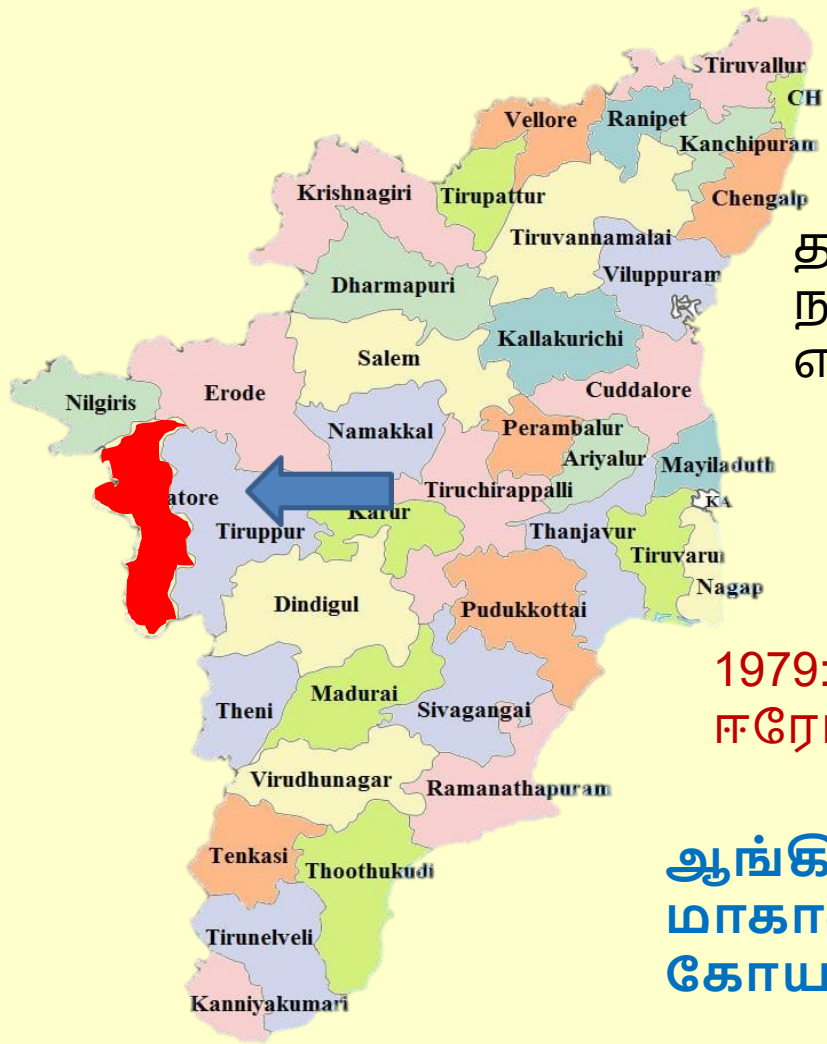 Tiruvallur
CH
Vellore
Ranipet
Kanchipuram
Krishnagiri
Tirupattur
Chengalp
Tiruvannamalai
Viluppuram
Dharmapuri
த
ந
எ
Kallakurichi
Salem
Cuddalore
Nilgiris
Erode
Namakkal
Perambalur
Ariyalur
Mayiladuth
atore
Tiruchirappalli
KA
Karur
Tiruppur
Thanjavur
Tiruvaru
Nagap
Dindigul
Pudukkottai
1979:
ஈரோ
Theni
Madurai
Sivagangai
Virudhunagar
Ramanathapuram
Tenkasi
Thoothukudi
ஆங்கி
மாகா
கோய
Tirunelveli
Kanniyakumari